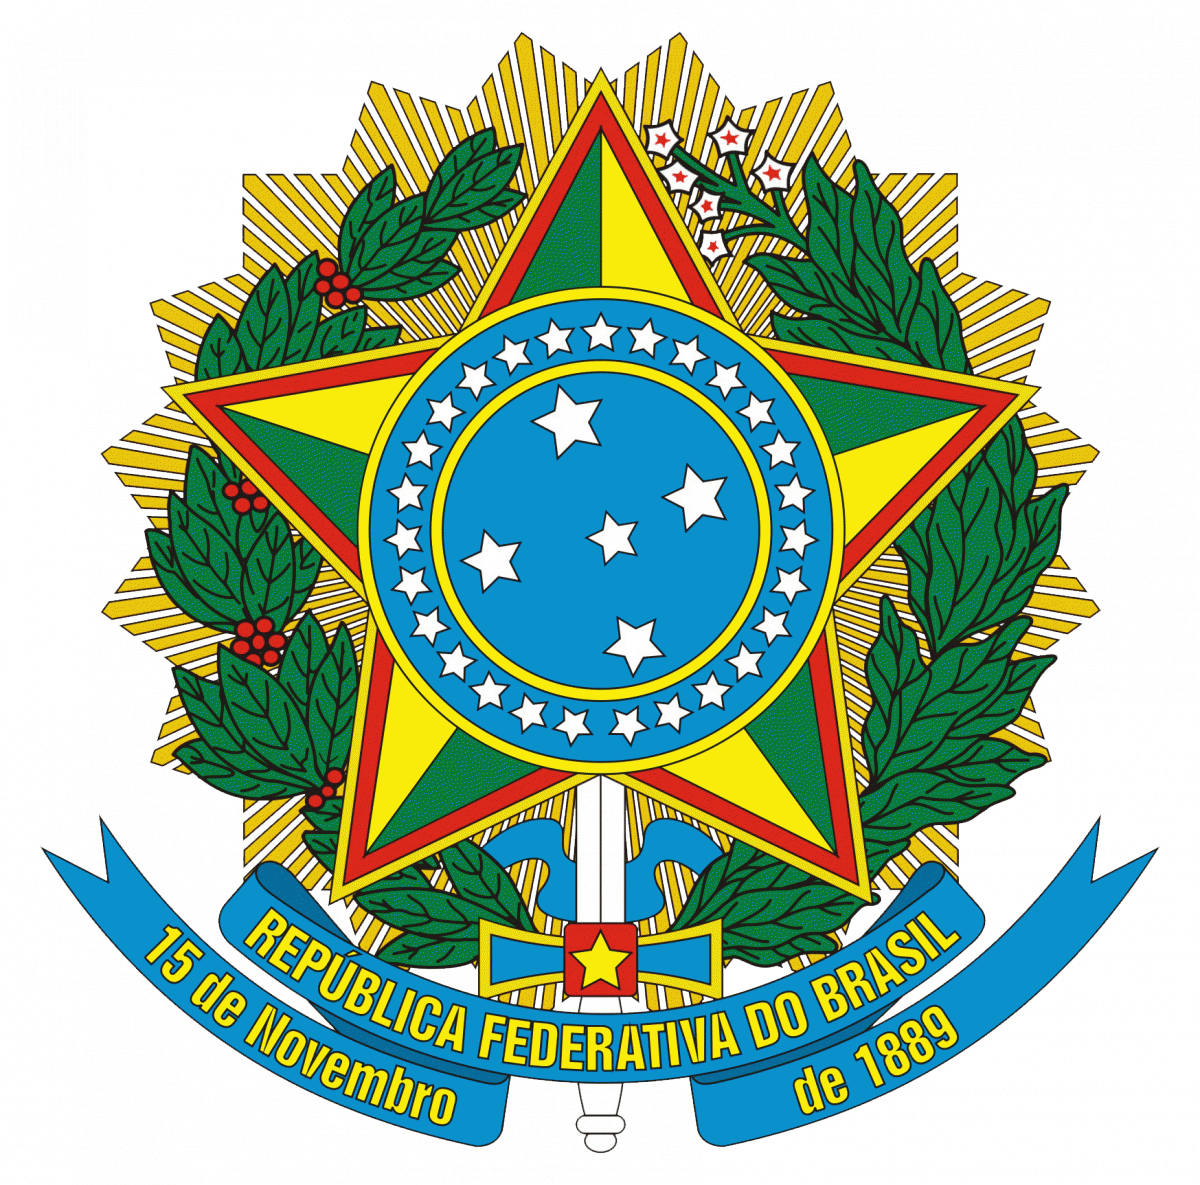 REPÚBLICA FEDERATIVA DO BRASIL
15 de Novembro
de 1889